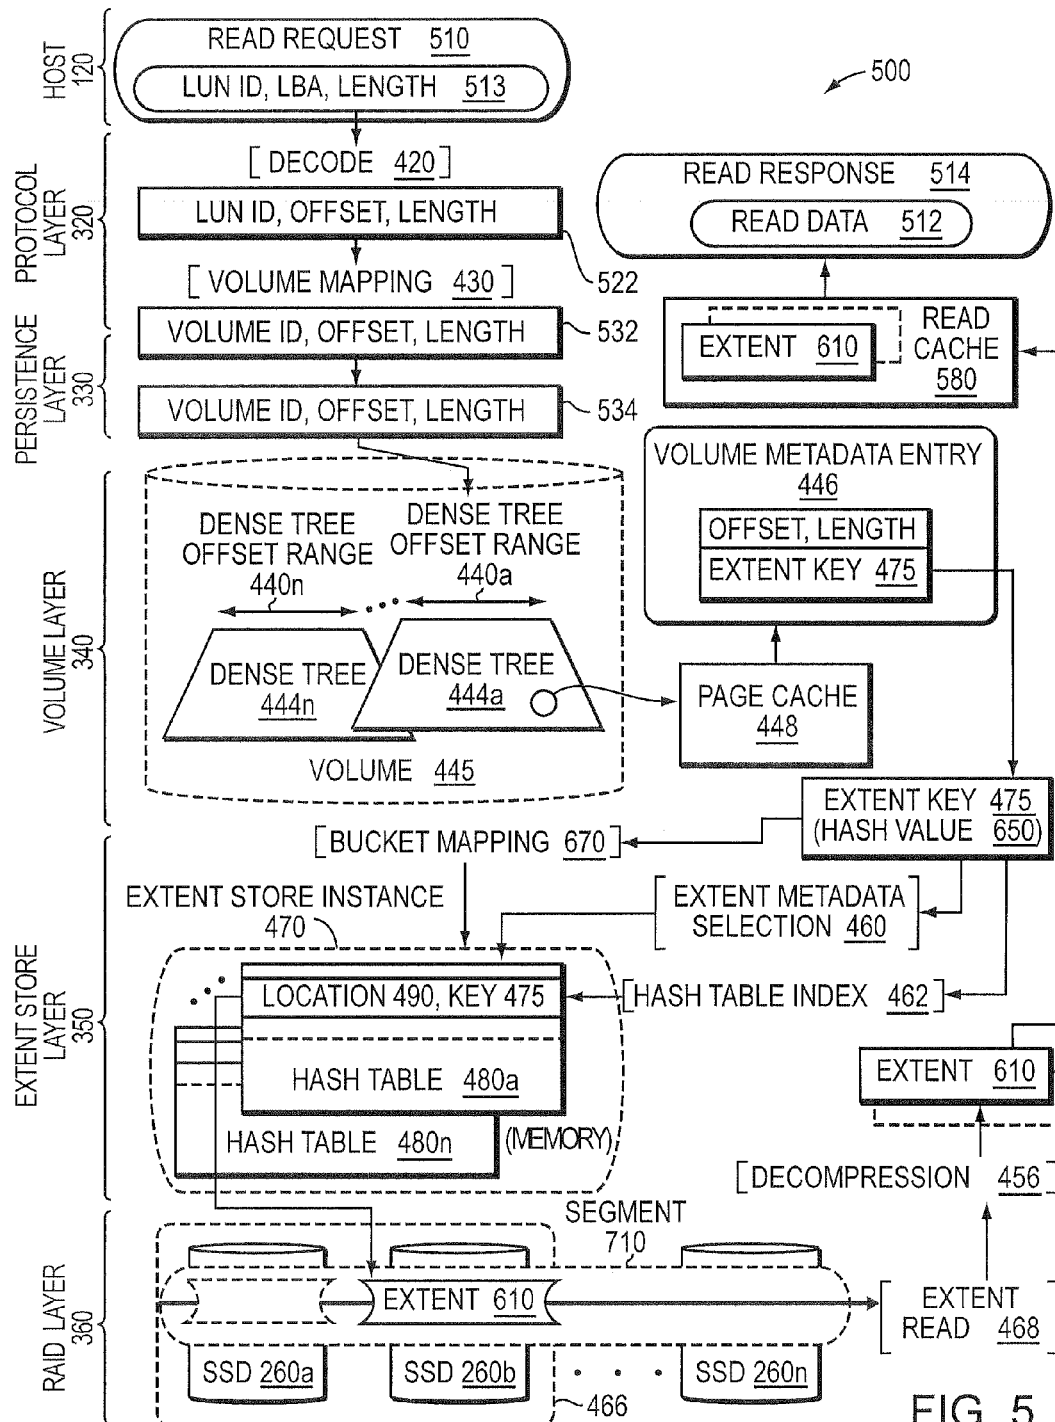 HOST
120
READ REQUEST 510
LUN ID, LBA, LENGTH 513
500
PROTOCOL
LAYER
320
[DECODE 420]
LUN ID, OFFSET, LENGTH
522
[VOLUME MAPPING 430]
VOLUME ID, OFFSET, LENGTH
532
READ RESPONSE 514
READ DATA 512
EXTENT 610
READ
CACHE
580
PERSISTENCE
LAYER
330
VOLUME ID, OFFSET, LENGTH
534
VOLUME LAYER
340
DENSE TREE
OFFSET RANGE
440n
DENSE TREE
OFFSET RANGE
440a
DENSE TREE
444n
DENSE TREE
444a
VOLUME 445
VOLUME METADATA ENTRY
446
OFFSET, LENGTH
EXTENT KEY 475
PAGE CACHE
448
EXTENT KEY 475
(HASH VALUE 650)
EXTENT STORE
LAYER
350
[BUCKET MAPPING 670]
EXTENT STORE INSTANCE
470
[EXTENT METADATA
SELECTION 460]
LOCATION 490, KEY 475
[HASH TABLE INDEX 462]
HASH TABLE 480a
HASH TABLE 480n
(MEMORY)
EXTENT 610
[DECOMPRESSION 456]
RAID LAYER
360
SEGMENT
710
EXTENT 610
[EXTENT
READ 468]
SSD 260a
SSD 260b
SSD 260n
466
FIG. 5